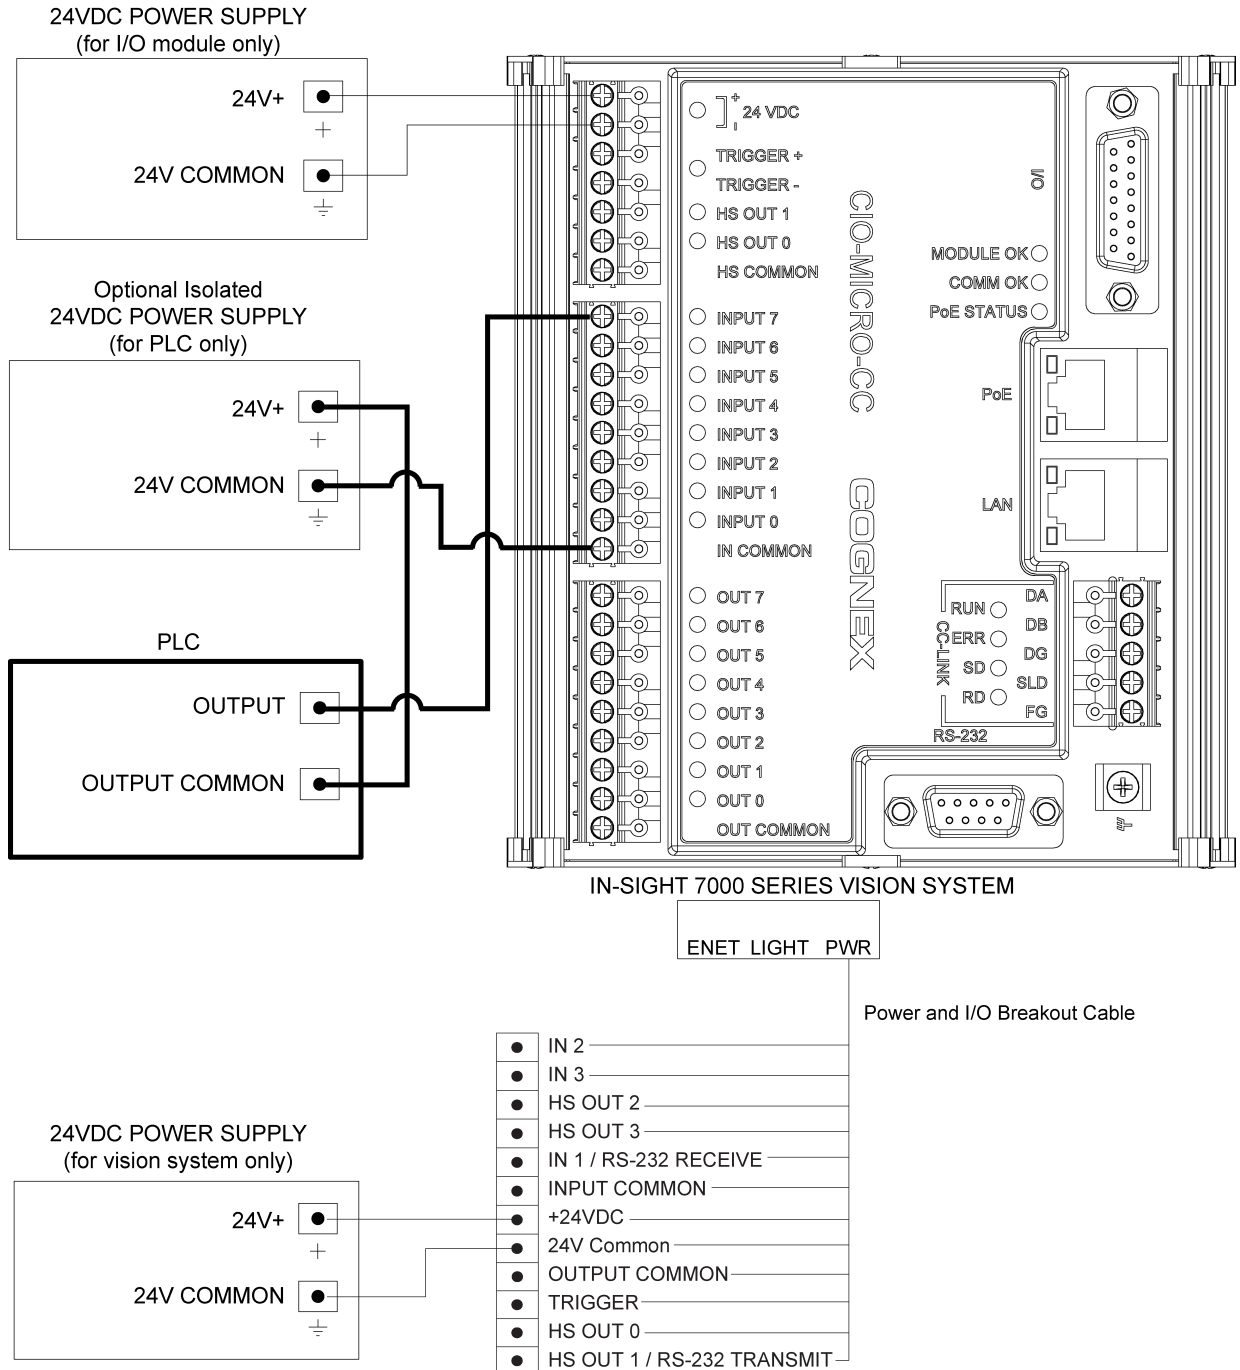 24VDC POWER SUPPLY
(for I/O module only)
24V+
+
24V COMMON
Optional Isolated
24VDC POWER SUPPLY
(for PLC only)
24V+
+
24V COMMON
PLC
OUTPUT
OUTPUT COMMON
+
24 VDC
-
TRIGGER +
TRIGGER -
HS OUT 1
HS OUT 0
HS COMMON
INPUT 7
INPUT 6
INPUT 5
INPUT 4
INPUT 3
INPUT 2
INPUT 1
INPUT 0
IN COMMON
OUT 7
OUT 6
OUT 5
OUT 4
OUT 3
OUT 2
OUT 1
OUT 0
OUT COMMON
CIO-MICRO-CC
COGNEX
I/O
MODULE OK
COMM OK
PoE STATUS
PoE
LAN
CC-LINK
RUN
ERR
SD
RD
DA
DB
DG
SLD
FG
RS-232
IN-SIGHT 7000 SERIES VISION SYSTEM
ENET LIGHT PWR
Power and I/O Breakout Cable
IN 2
IN 3
HS OUT 2
HS OUT 3
IN 1 / RS-232 RECEIVE
INPUT COMMON
+24VDC
24V Common
OUTPUT COMMON
TRIGGER
HS OUT 0
HS OUT 1 / RS-232 TRANSMIT
24VDC POWER SUPPLY
(for vision system only)
24V+
+
24V COMMON